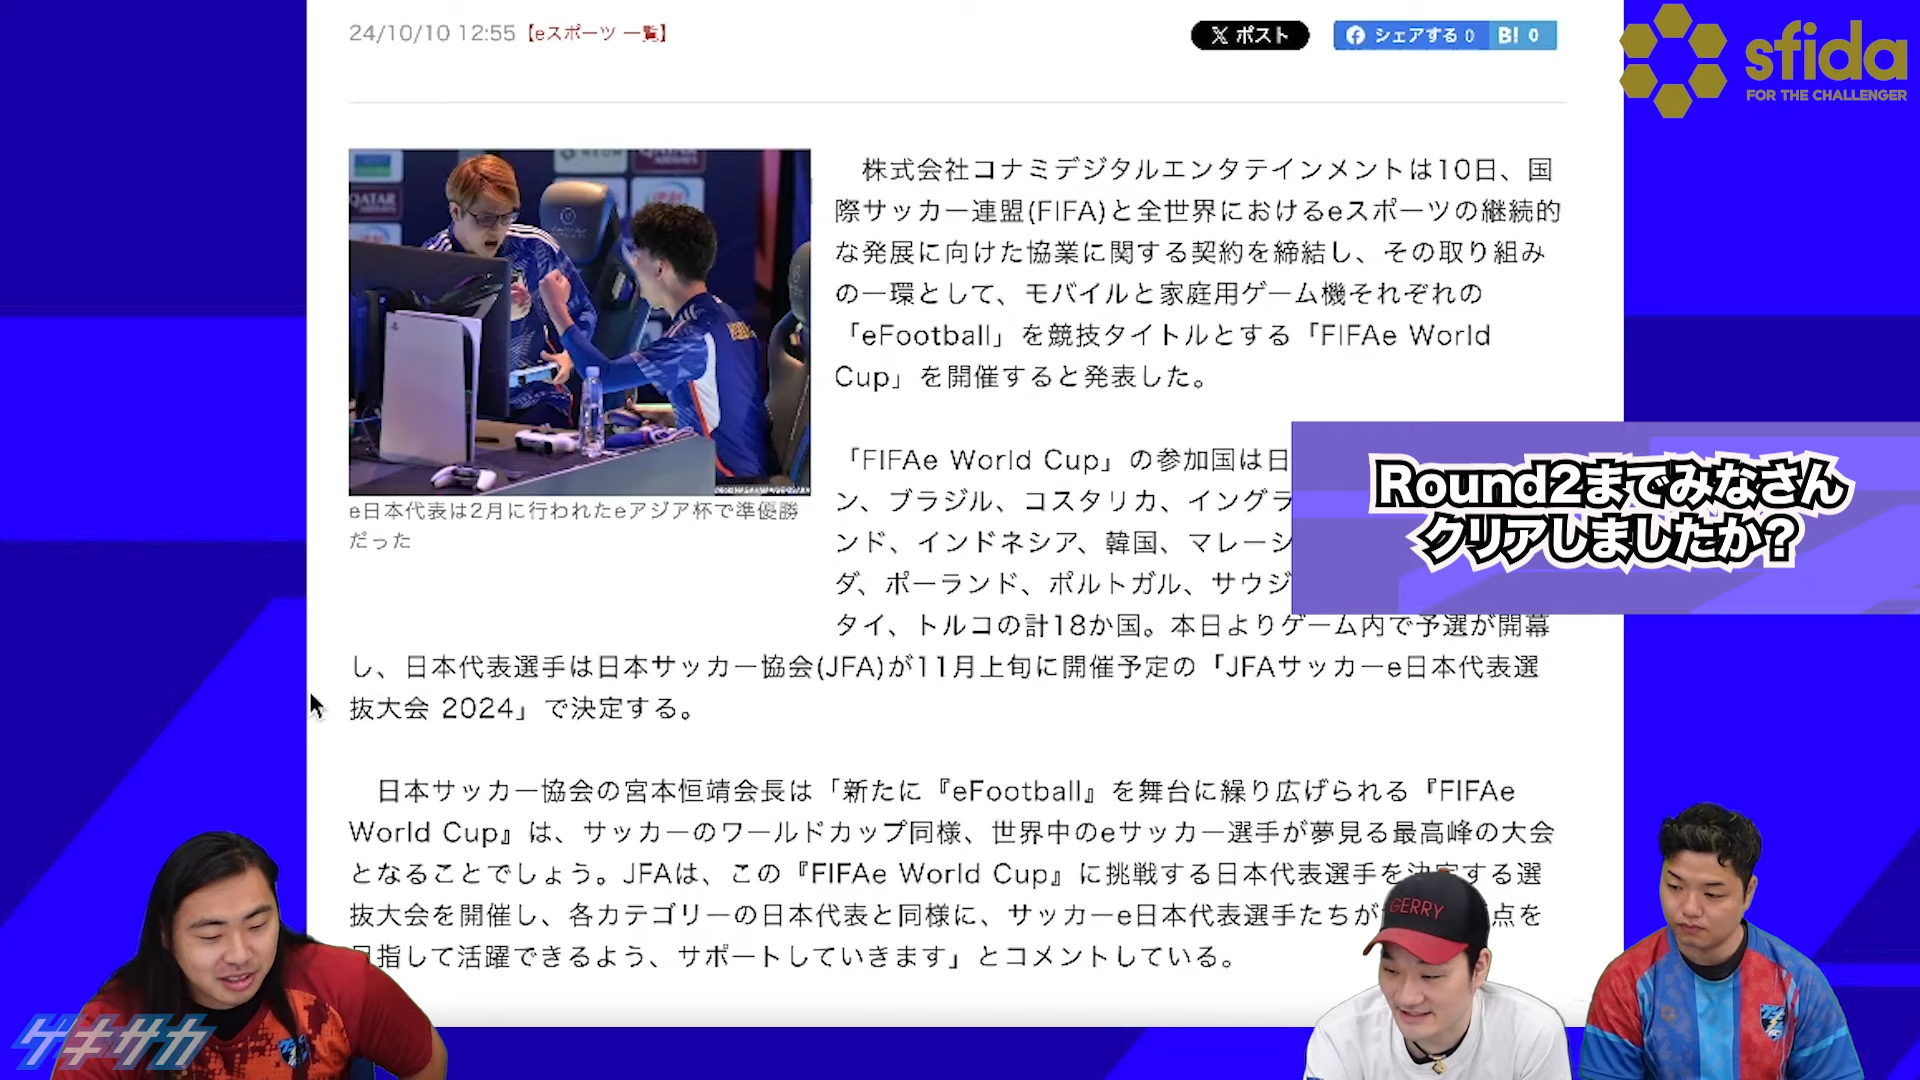 24/10/10 12:55【eスポーツ 一覧】
ポスト
シェアする 0
B! 0
sfida
FOR THE CHALLENGER
QATAR
株式会社コナミデジタルエンタテインメントは10日、国
際サッカー連盟(FIFA)と全世界におけるeスポーツの継続的
な発展に向けた協業に関する契約を締結し、その取り組み
の一環として、モバイルと家庭用ゲーム機それぞれの
「eFootball」を競技タイトルとする「FIFAe World
Cup」を開催すると発表した。
e日本代表は2月に行われたeアジア杯で準優勝
だった
「FIFAe World Cup」の参加国は日
ン、ブラジル、コスタリカ、イングラ
ンド、インドネシア、韓国、マレーシ
ダ、ポーランド、ポルトガル、サウジ
タイ、トルコの計18か国。本日よりゲーム内で予選が開幕
し、日本代表選手は日本サッカー協会(JFA)が11月上旬に開催予定の「JFAサッカーe日本代表選
抜大会 2024」で決定する。
Round2までみなさん
クリアしましたか？
日本サッカー協会の宮本恒靖会長は「新たに『eFootball』を舞台に繰り広げられる『FIFAe
World Cup』は、サッカーのワールドカップ同様、世界中のeサッカー選手が夢見る最高峰の大会
となることでしょう。JFAは、この『FIFAe World Cup』に挑戦する日本代表選手を決定する選
抜大会を開催し、各カテゴリーの日本代表と同様に、サッカーe日本代表選手たちが点を
目指して活躍できるよう、サポートしていきます」とコメントしている。
GERRY
ゲキサカ